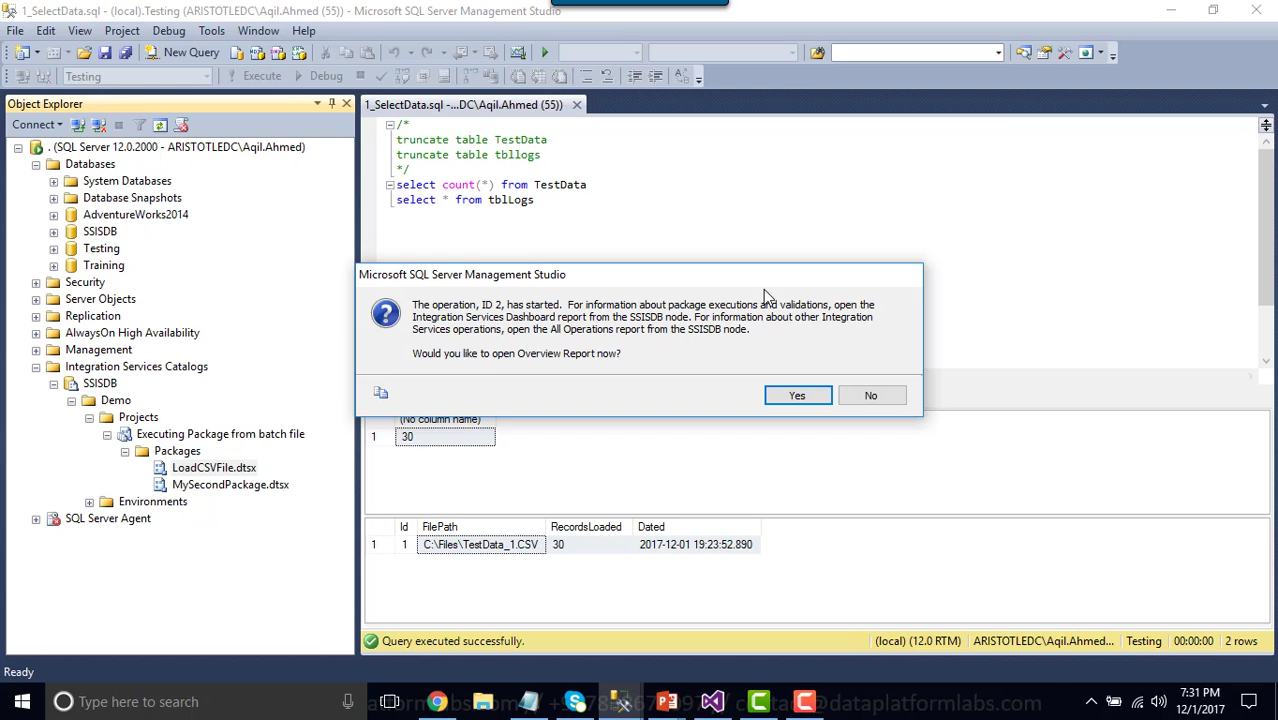 1_SelectData.sql - (local).Testing (ARISTOTLEDC\Aqil.Ahmed (55)) - Microsoft SQL Server Management Studio
File Edit View Project Debug Tools Window Help
New Query
Testing Execute Debug
Object Explorer
Connect
. (SQL Server 12.0.2000 - ARISTOTLEDC\Aqil.Ahmed)
Databases
System Databases
Database Snapshots
AdventureWorks2014
SSISDB
Testing
Training
Security
Server Objects
Replication
AlwaysOn High Availability
Management
Integration Services Catalogs
SSISDB
Demo
Projects
Executing Package from batch file
Packages
LoadCSVFile.dtsx
MySecondPackage.dtsx
Environments
SQL Server Agent
1_SelectData.sql -...DC\Aqil.Ahmed (55))
/*
truncate table TestData
truncate table tbllogs
*/
select count(*) from TestData
select * from tblLogs
Microsoft SQL Server Management Studio
The operation, ID 2, has started. For information about package executions and validations, open the
Integration Services Dashboard report from the SSISDB node. For information about other Integration
Services operations, open the All Operations report from the SSISDB node.
Would you like to open Overview Report now?
Yes No
(No column name)
1 30
Id FilePath RecordsLoaded Dated
1 1 C:\Files\TestData_1.CSV 30 2017-12-01 19:23:52.890
Query executed successfully. (local) (12.0 RTM) ARISTOTLEDC\Aqil.Ahmed... Testing 00:00:00 2 rows
Ready
Type here to search
contact@dataplatformlabs.com
7:31 PM
12/1/2017